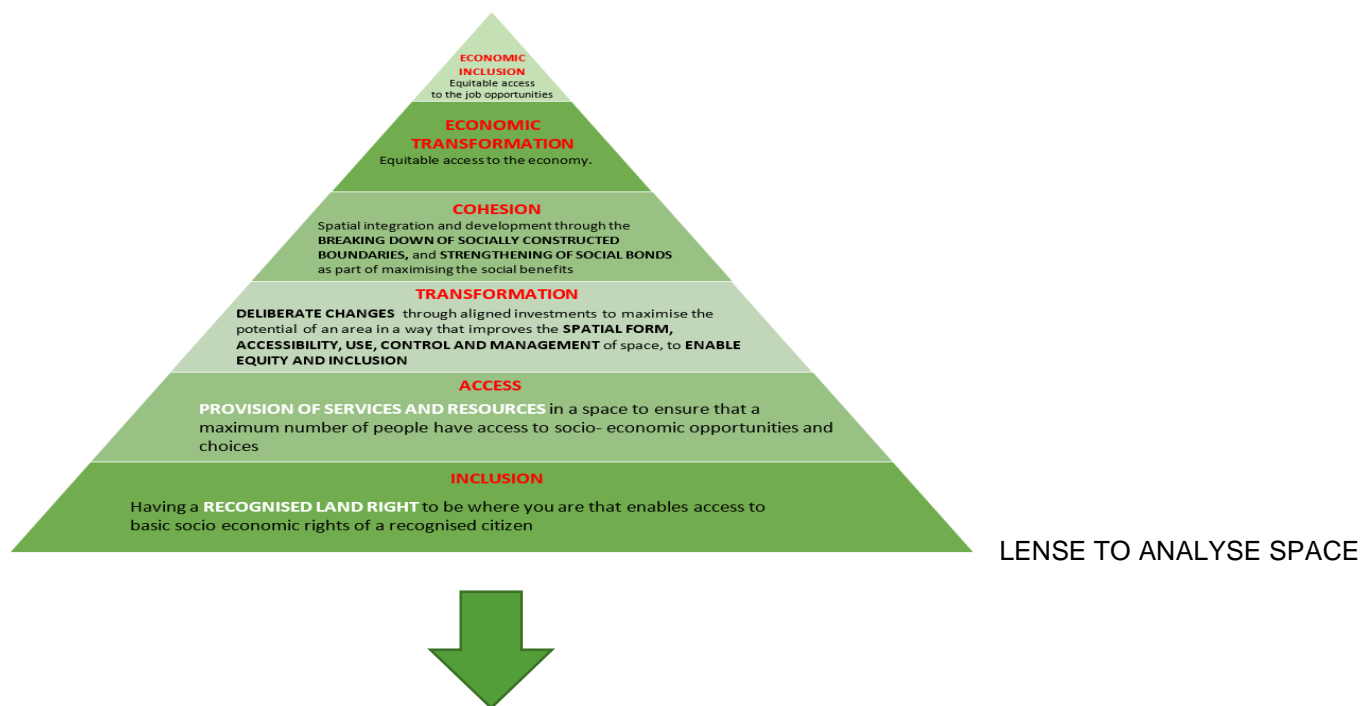 ECONOMIC
INCLUSION
Equitable access
to the job opportunities
ECONOMIC
TRANSFORMATION
Equitable access to the economy.
COHESION
Spatial integration and development through the
BREAKING DOWN OF SOCIALLY CONSTRUCTED
BOUNDARIES, and STRENGTHENING OF SOCIAL BONDS
as part of maximising the social benefits
TRANSFORMATION
DELIBERATE CHANGES through aligned investments to maximise the
potential of an area in a way that improves the SPATIAL FORM,
ACCESSIBILITY, USE, CONTROL AND MANAGEMENT of space, to ENABLE
EQUITY AND INCLUSION
ACCESS
PROVISION OF SERVICES AND RESOURCES in a space to ensure that a
maximum number of people have access to socio- economic opportunities and
choices
INCLUSION
Having a RECOGNISED LAND RIGHT to be where you are that enables access to
basic socio economic rights of a recognised citizen
LENSE TO ANALYSE SPACE